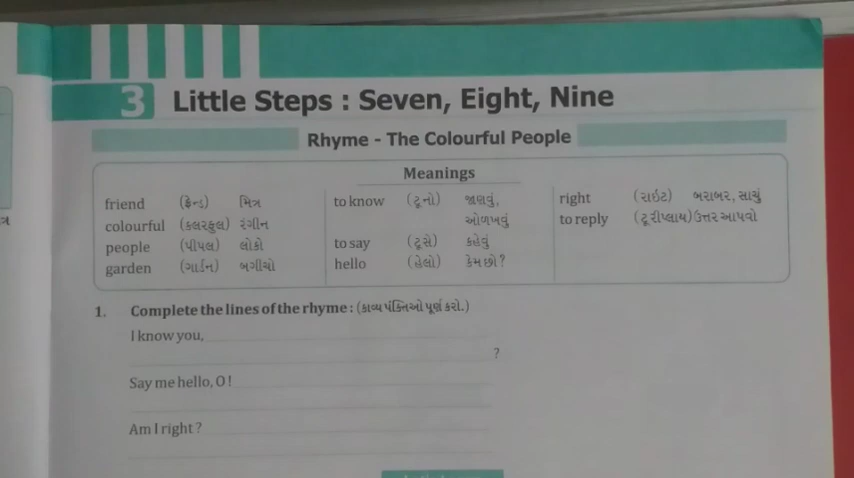 3 Little Steps : Seven, Eight, Nine
Rhyme - The Colourful People
Meanings
friend (ફ્રેન્ડ) મિત્ર
colourful (કલરફુલ) રંગીન
people (પીપલ) લોકો
garden (ગાર્ડન) બગીચો
to know (ટૂ નો) જાણવું,
ઓળખવું
to say (ટૂ સે) કહેવું
hello (હેલો) કેમ છો?
right (રાઇટ) બરાબર, સાચું
to reply (ટૂ રીપ્લાય) ઉત્તર આપવો
1. Complete the lines of the rhyme : (કાવ્ય પંક્તિઓ પૂર્ણ કરો.)
I know you,
?
Say me hello, O !
Am I right ?